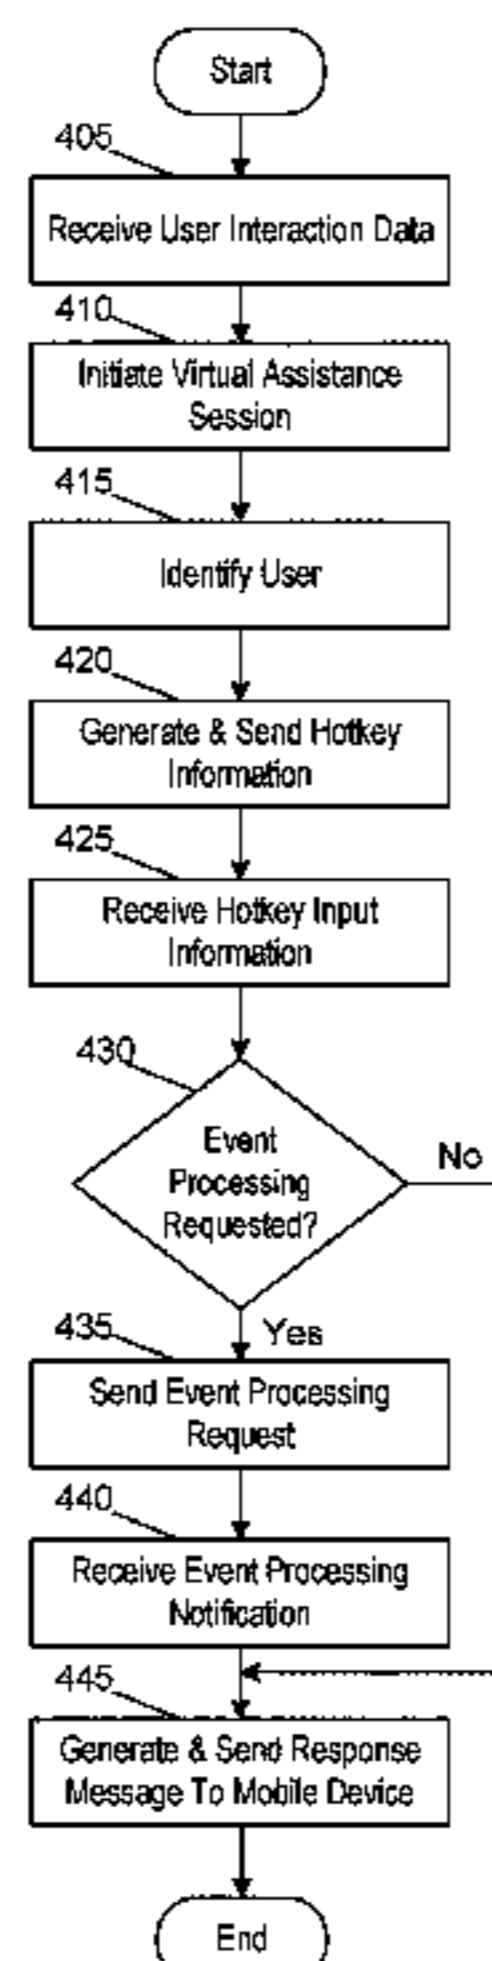 Start
405
Receive User Interaction Data
410
Initiate Virtual Assistance
Session
415
Identify User
420
Generate & Send Hotkey
Information
425
Receive Hotkey Input
Information
430
Event
Processing
Requested?
No
Yes
435
Send Event Processing
Request
440
Receive Event Processing
Notification
445
Generate & Send Response
Message To Mobile Device
End